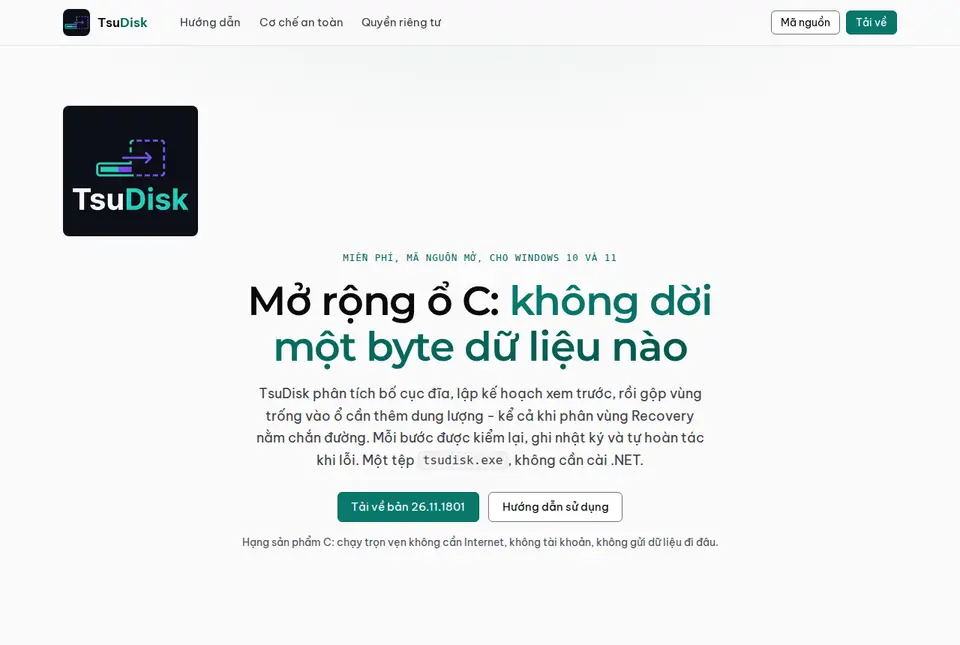 TsuDisk
Hướng dẫn
Cơ chế an toàn
Quyền riêng tư
Mã nguồn
Tải về
TsuDisk
MIỄN PHÍ, MÃ NGUỒN MỞ, CHO WINDOWS 10 VÀ 11
Mở rộng ổ C: không dời
một byte dữ liệu nào
TsuDisk phân tích bố cục đĩa, lập kế hoạch xem trước, rồi gộp vùng
trống vào ổ cần thêm dung lượng – kể cả khi phân vùng Recovery
nằm chắn đường. Mỗi bước được kiểm lại, ghi nhật ký và tự hoàn tác
khi lỗi. Một tệp tsudisk.exe, không cần cài .NET.
Tải về bản 26.11.1801
Hướng dẫn sử dụng
Hạng sản phẩm C: chạy trọn vẹn không cần Internet, không tài khoản, không gửi dữ liệu đi đâu.